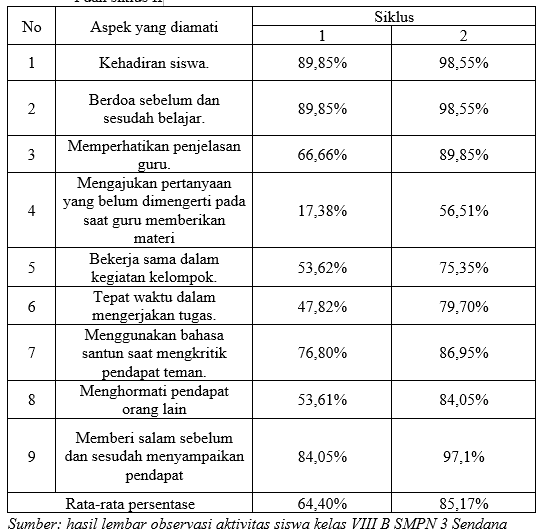 No Aspek yang diamati Siklus
1 2
1 Kehadiran siswa. 89,85% 98,55%
2 Berdoa sebelum dan
sesudah belajar. 89,85% 98,55%
3 Memperhatikan penjelasan
guru. 66,66% 89,85%
4 Mengajukan pertanyaan
yang belum dimengerti pada
saat guru memberikan
materi 17,38% 56,51%
5 Bekerja sama dalam
kegiatan kelompok. 53,62% 75,35%
6 Tepat waktu dalam
mengerjakan tugas. 47,82% 79,70%
7 Menggunakan bahasa
santun saat mengkritik
pendapat teman. 76,80% 86,95%
8 Menghormati pendapat
orang lain 53,61% 84,05%
9 Memberi salam sebelum
dan sesudah menyampaikan
pendapat 84,05% 97,1%
Rata-rata persentase 64,40% 85,17%
Sumber: hasil lembar observasi aktivitas siswa kelas VIII B SMPN 3 Sendana